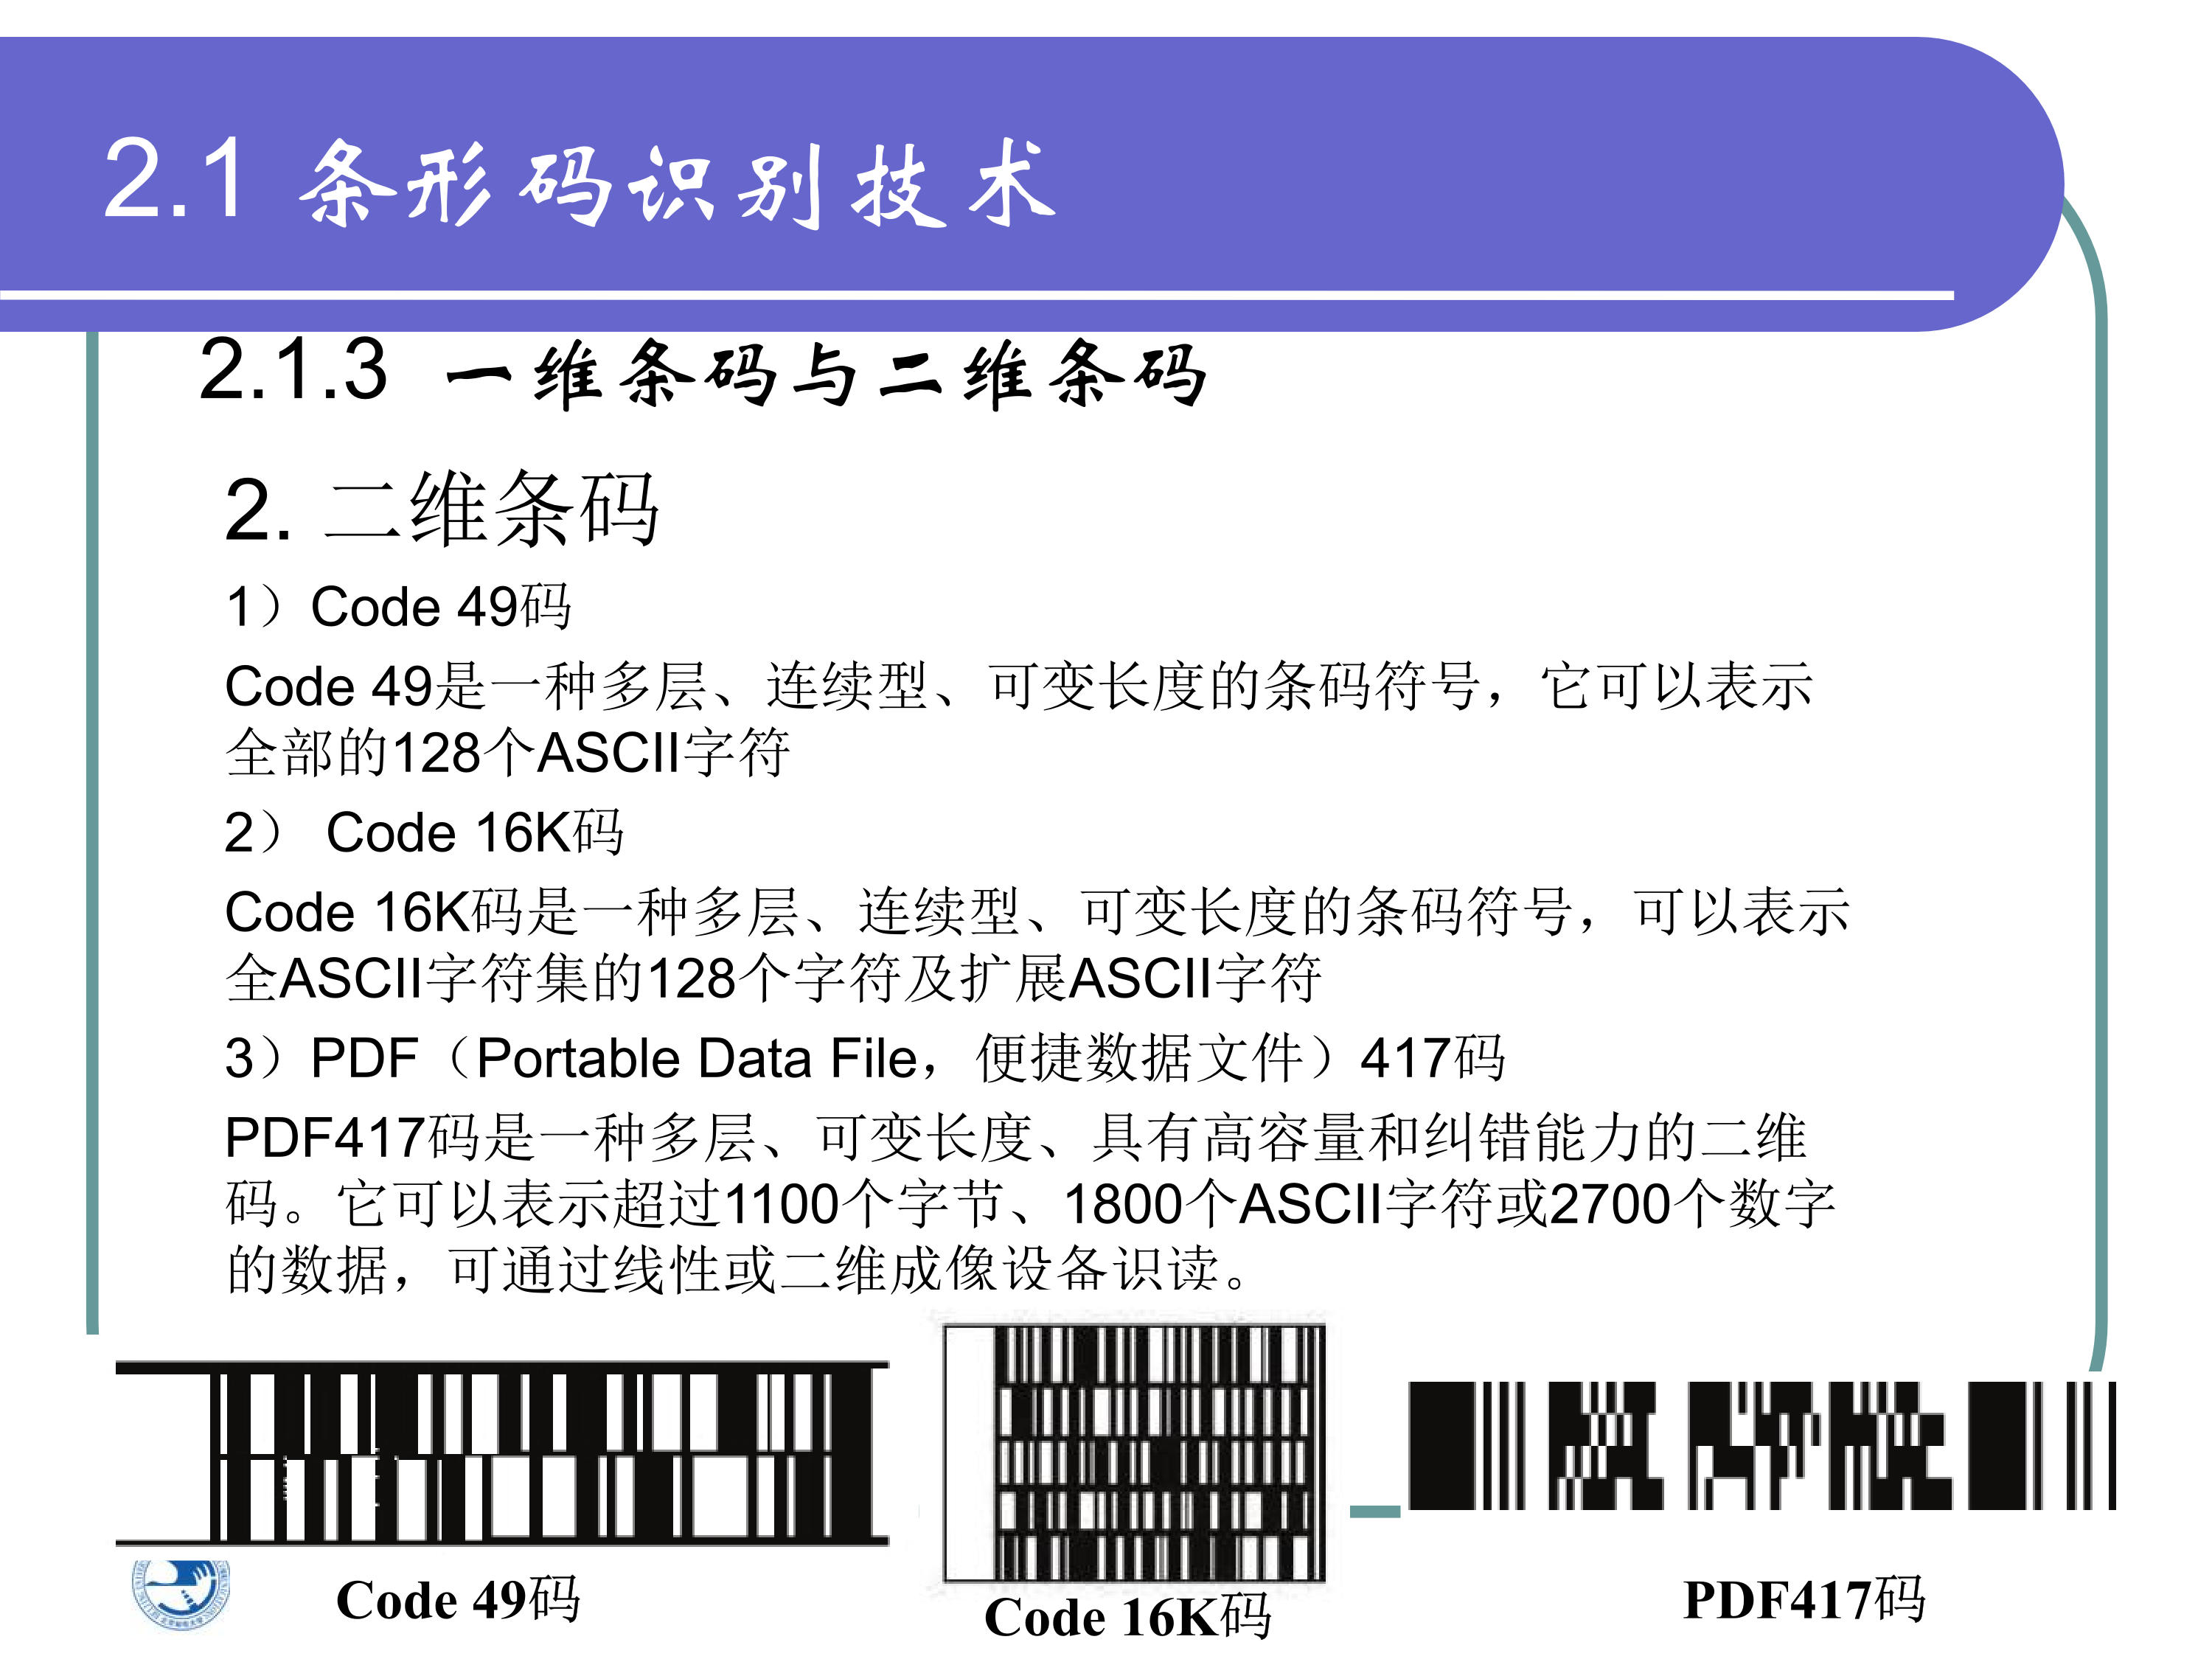 2.1 条形码识别技术
2.1.3 一维条码与二维条码
2. 二维条码
1）Code 49码
Code 49是一种多层、连续型、可变长度的条码符号，它可以表示
全部的128个ASCII字符
2） Code 16K码
Code 16K码是一种多层、连续型、可变长度的条码符号，可以表示
全ASCII字符集的128个字符及扩展ASCII字符
3）PDF（Portable Data File，便捷数据文件）417码
PDF417码是一种多层、可变长度、具有高容量和纠错能力的二维
码。它可以表示超过1100个字节、1800个ASCII字符或2700个数字
的数据，可通过线性或二维成像设备识读。
Code 49码
Code 16K码
PDF417码